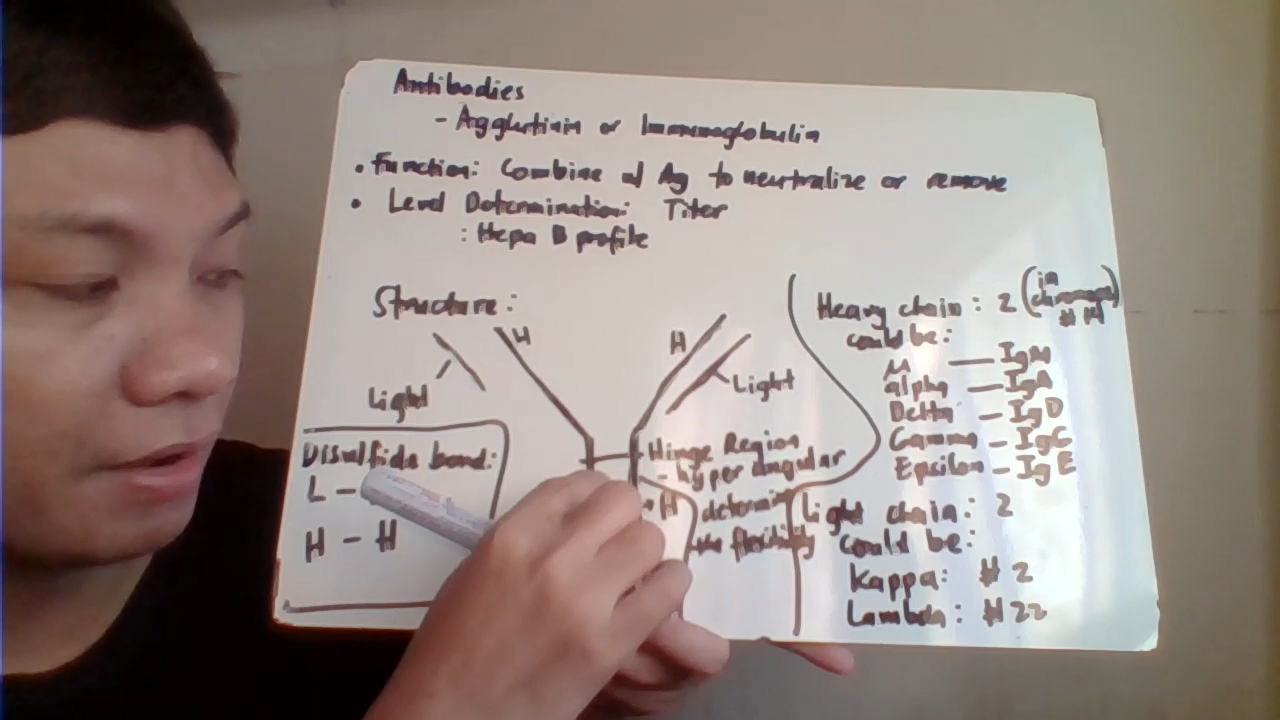 Antibodies
- Agglutinin or Immunoglobulin
• Function: Combine w/ Ag to neutralize or remove
• Level Determination: Titer
: Hepa B profile
Structure:
H
Light
H
Light
Disulfide bond:
L -
H - H
Hinge Region
- hyper angular
determine
the flexibility
Heavy chain: 2 (in
# 14)
could be:
M — IgM
alpha — IgA
Delta — IgD
Gamma — IgG
Epsilon — IgE
Light chain: 2
could be:
Kappa: # 2
Lambda: # 22